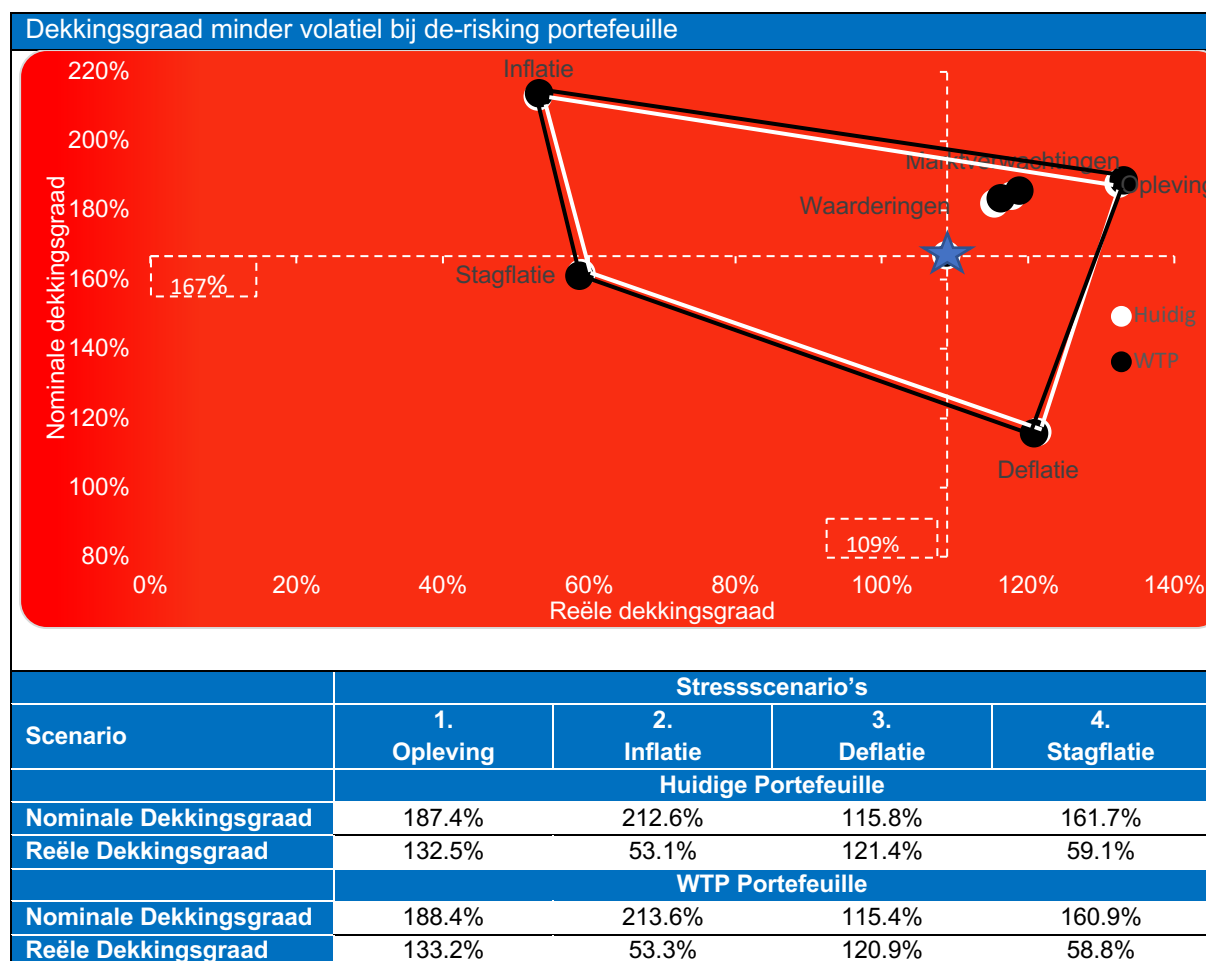 Dekkingsgraad minder volatiel bij de-risking portefeuille
Nominale dekkingsgraad
220%
200%
180%
160%
140%
120%
100%
80%
Inflatie
Marktverwachtingen
Opleving
Waarderingen
Stagflatie
167%
Huidig
WTP
Deflatie
109%
0% 20% 40% 60% 80% 100% 120% 140%
Reële dekkingsgraad
Stressscenario's
Scenario 1. 2. 3. 4.
Opleving Inflatie Deflatie Stagflatie
Huidige Portefeuille
Nominale Dekkingsgraad 187.4% 212.6% 115.8% 161.7%
Reële Dekkingsgraad 132.5% 53.1% 121.4% 59.1%
WTP Portefeuille
Nominale Dekkingsgraad 188.4% 213.6% 115.4% 160.9%
Reële Dekkingsgraad 133.2% 53.3% 120.9% 58.8%